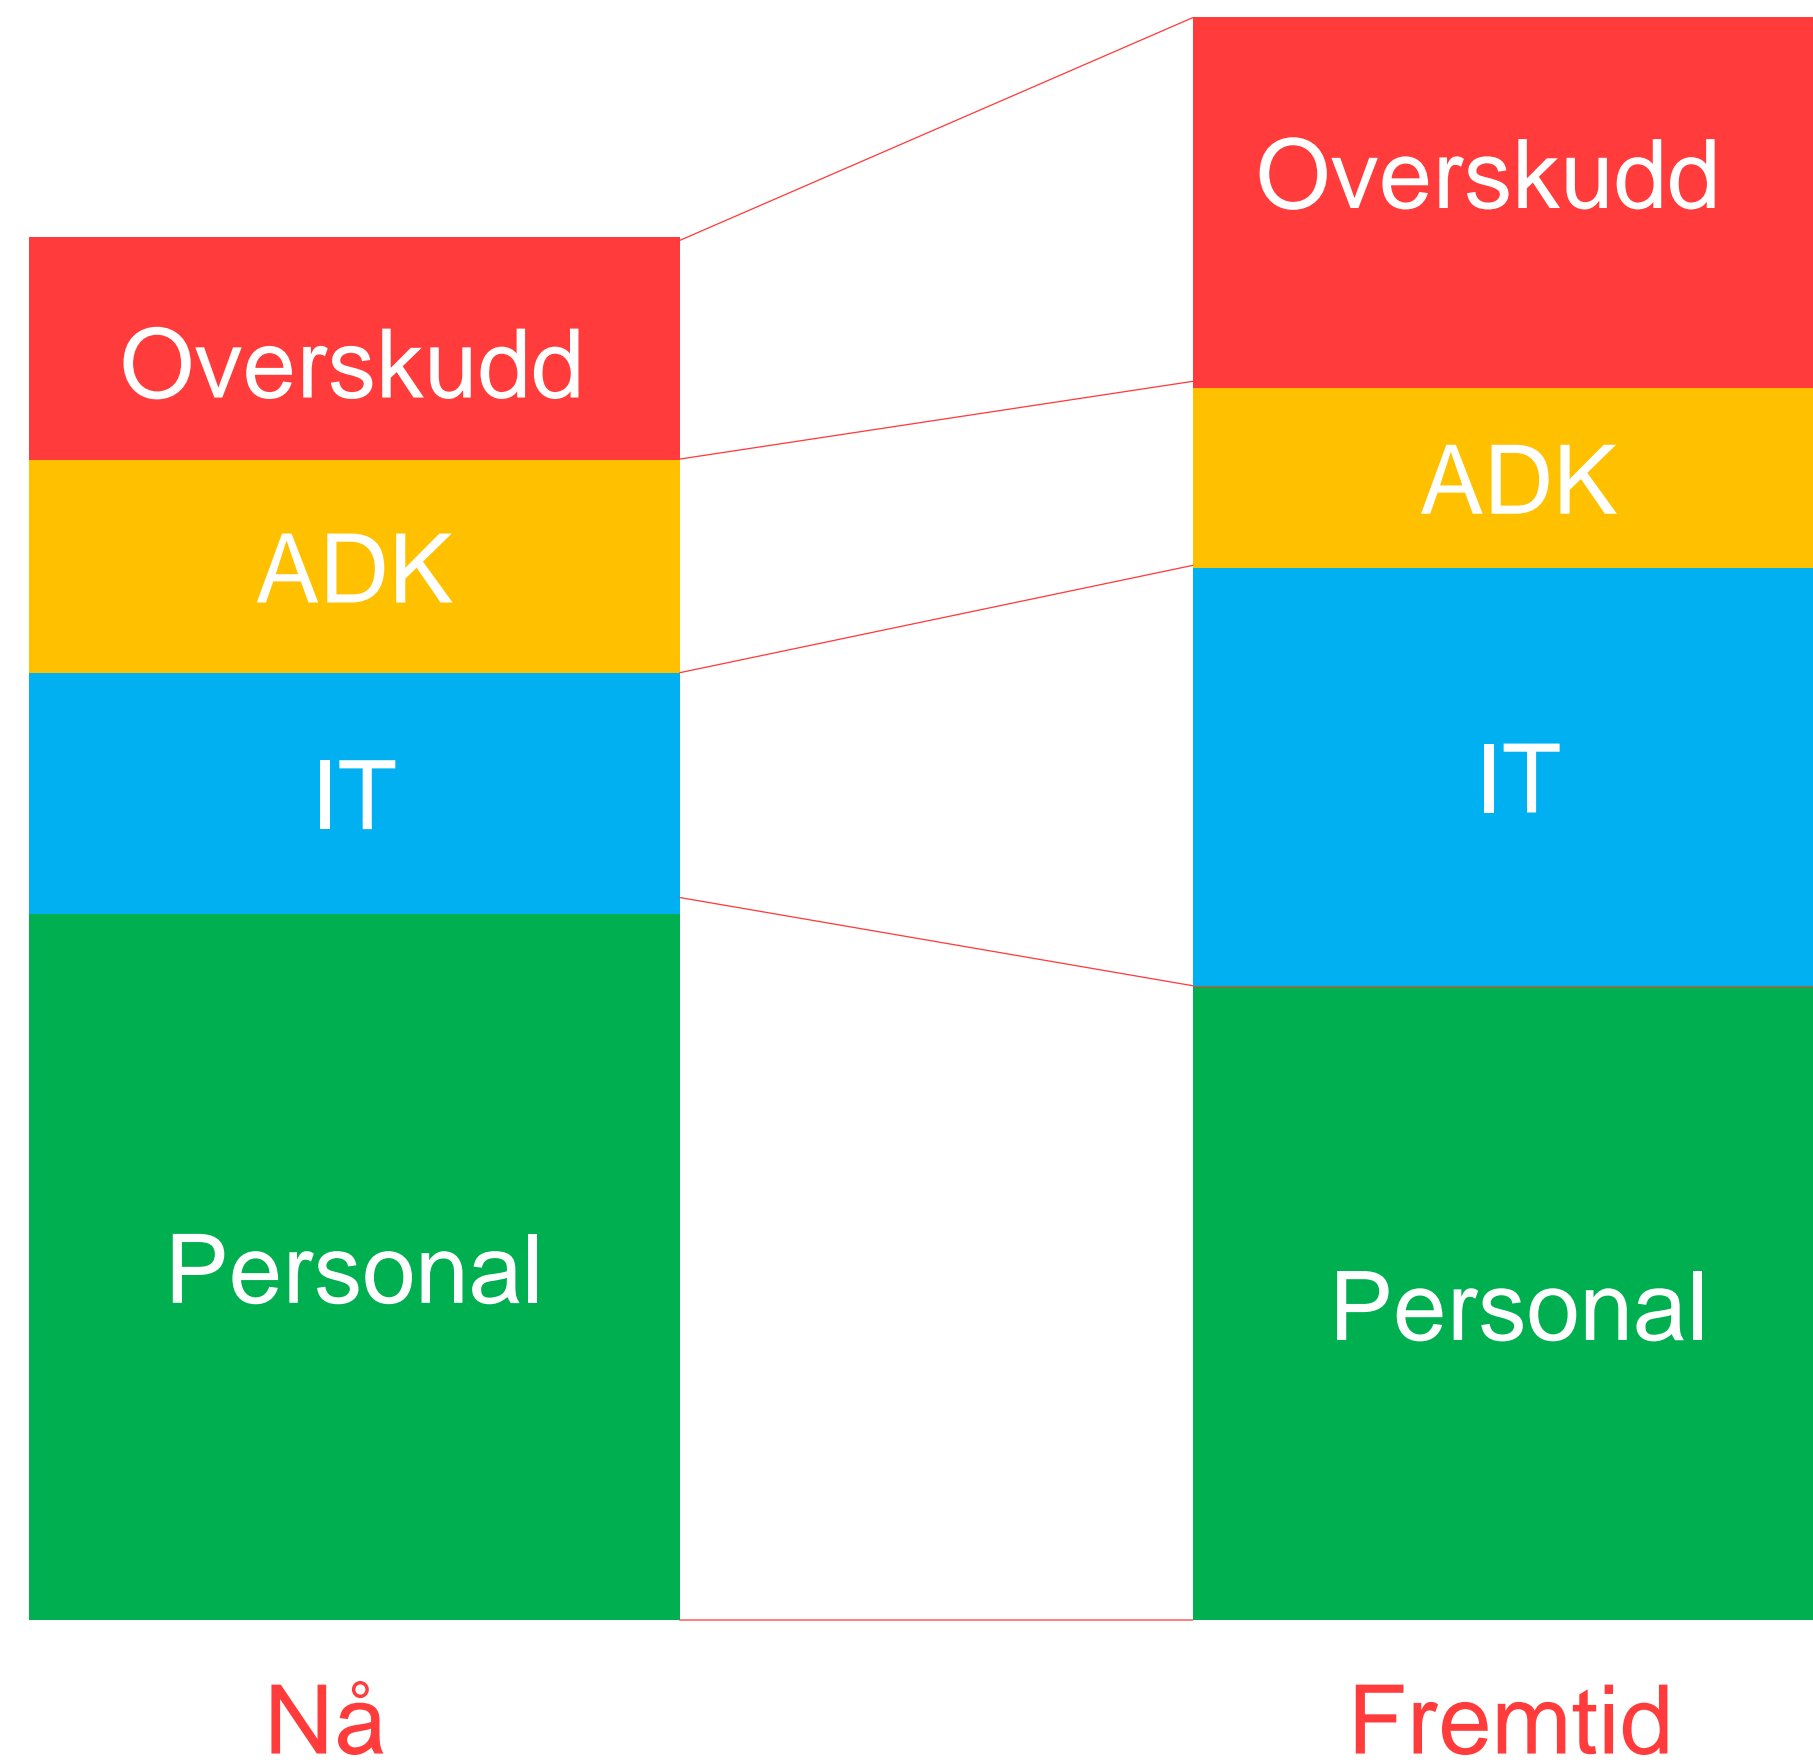 Overskudd
ADK
IT
Personal
Nå
Overskudd
ADK
IT
Personal
Fremtid